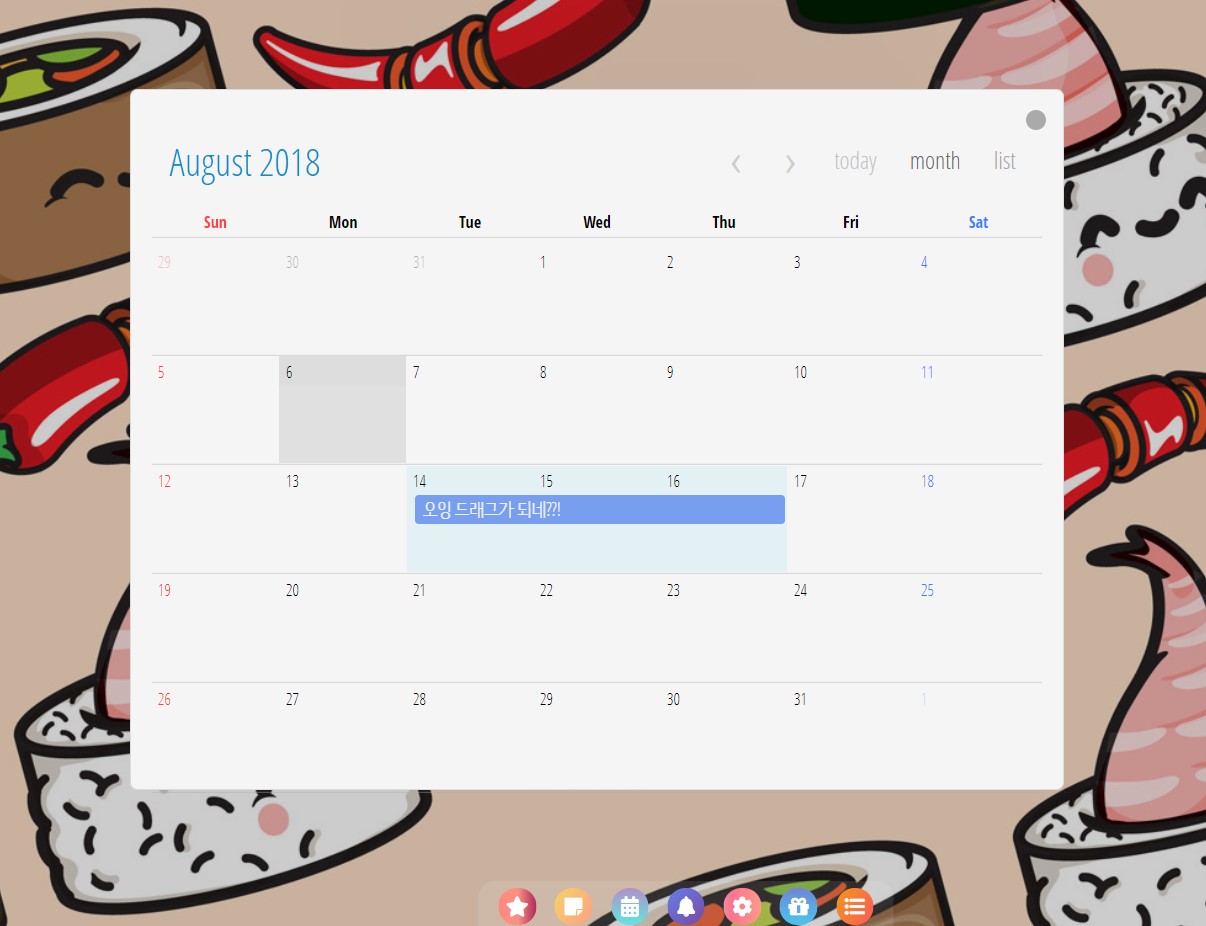 August 2018
‹ › today month list
Sun Mon Tue Wed Thu Fri Sat
29 30 31 1 2 3 4
5 6 7 8 9 10 11
12 13 14 15 16 17 18
오잉 드래그가 되네??!
19 20 21 22 23 24 25
26 27 28 29 30 31 1